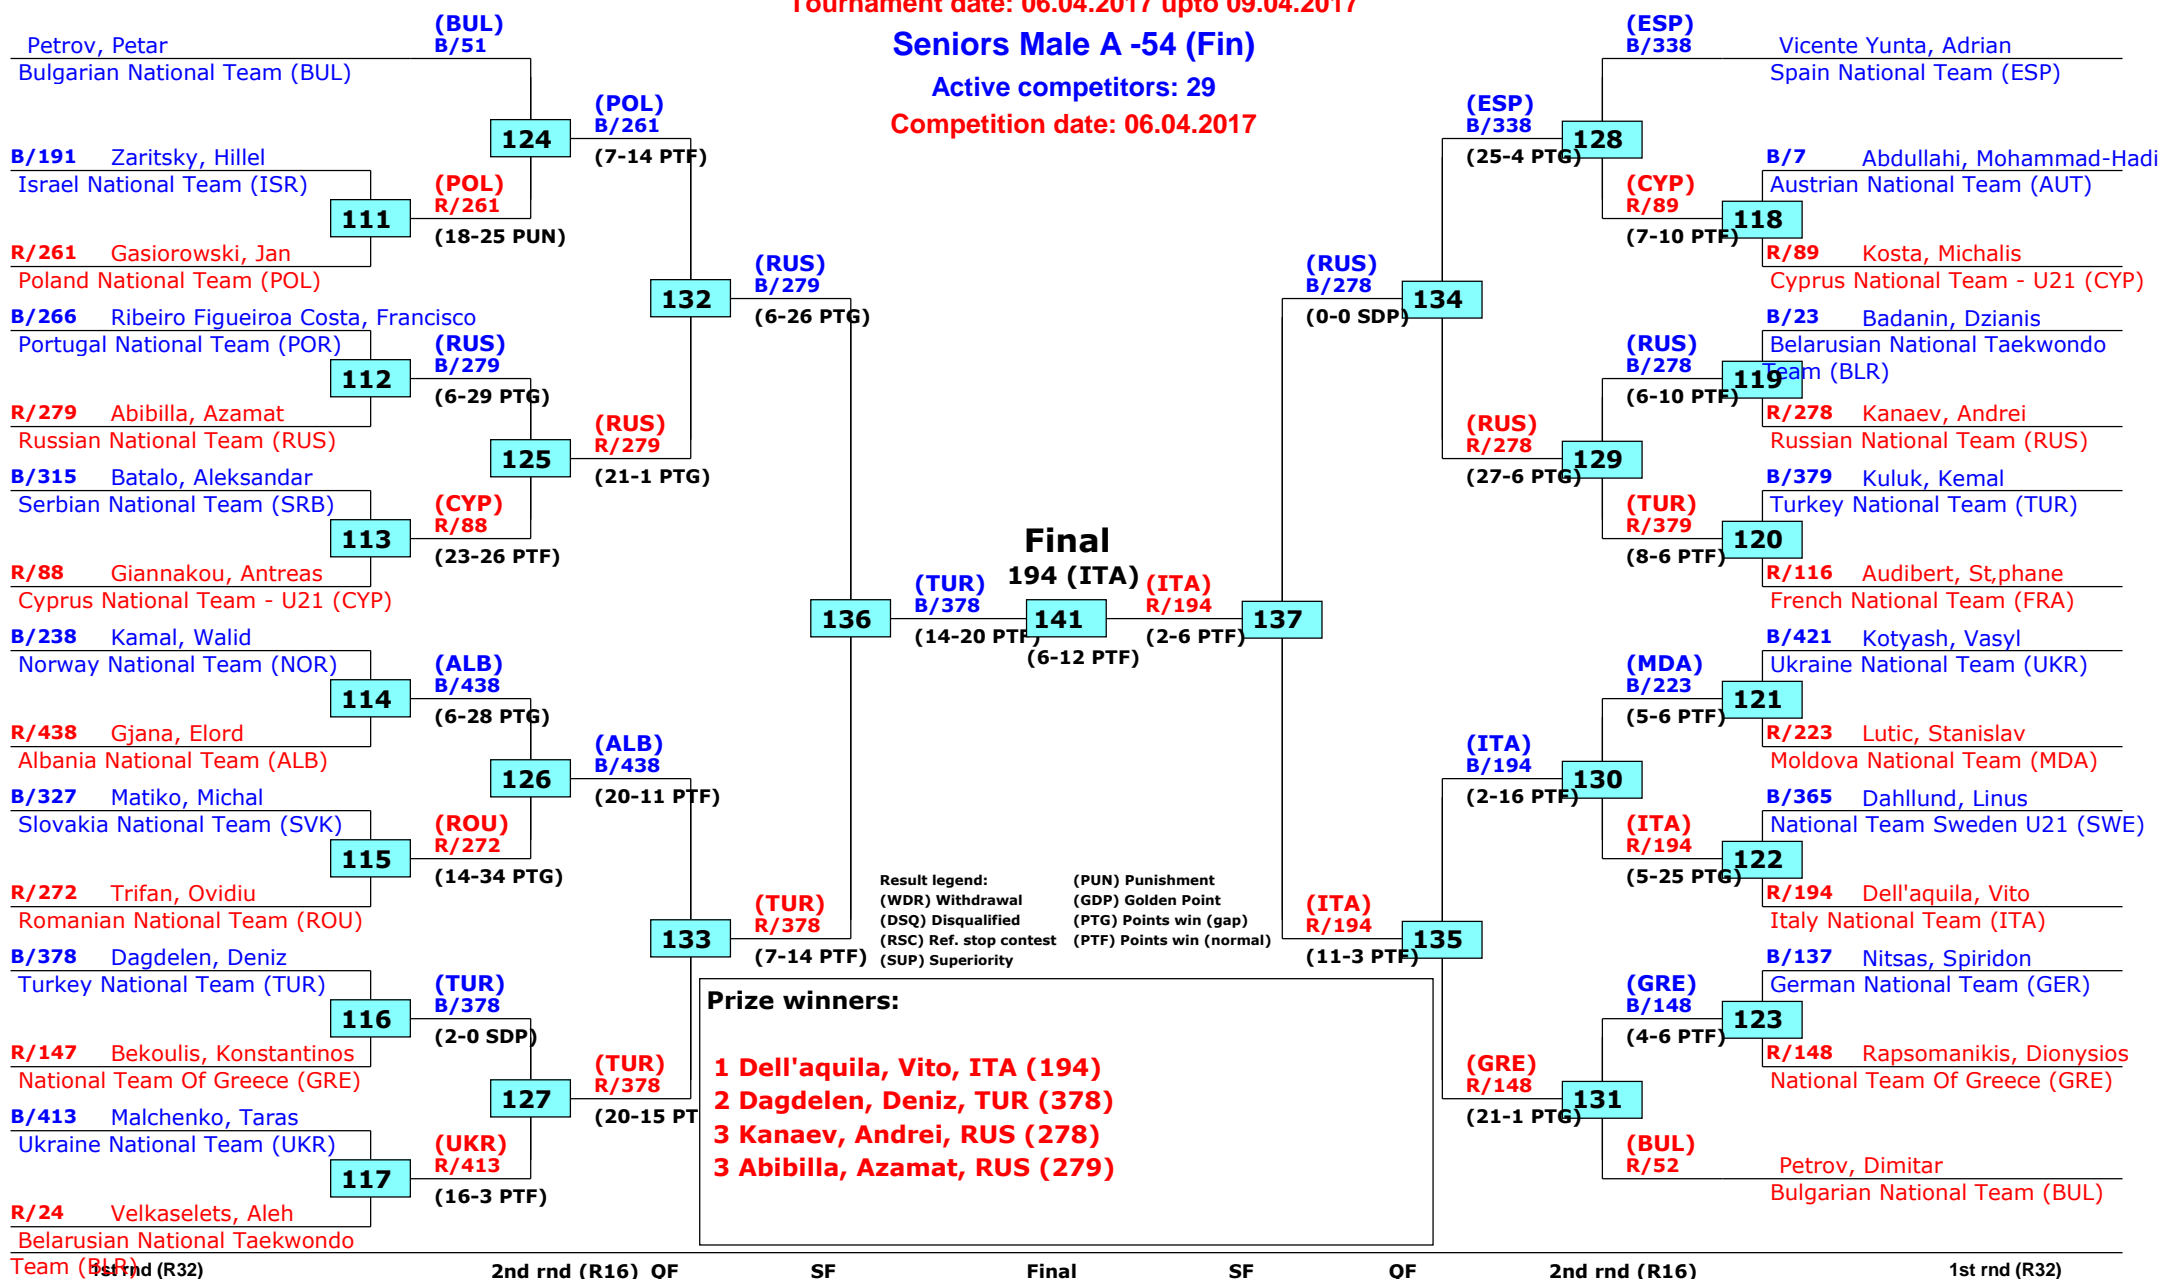 Tournament date: 06.04.2017 upto 09.04.2017
Seniors Male A -54 (Fin)
Active competitors: 29
Competition date: 06.04.2017
Petrov, Petar
Bulgarian National Team (BUL)
B/191 Zaritsky, Hillel
Israel National Team (ISR)
R/261 Gasiorowski, Jan
Poland National Team (POL)
B/266 Ribeiro Figueiroa Costa, Francisco
Portugal National Team (POR)
R/279 Abibilla, Azamat
Russian National Team (RUS)
B/315 Batalo, Aleksandar
Serbian National Team (SRB)
R/88 Giannakou, Antreas
Cyprus National Team - U21 (CYP)
B/238 Kamal, Walid
Norway National Team (NOR)
R/438 Gjana, Elord
Albania National Team (ALB)
B/327 Matiko, Michal
Slovakia National Team (SVK)
R/272 Trifan, Ovidiu
Romanian National Team (ROU)
B/378 Dagdelen, Deniz
Turkey National Team (TUR)
R/147 Bekoulis, Konstantinos
National Team Of Greece (GRE)
B/413 Malchenko, Taras
Ukraine National Team (UKR)
R/24 Velkaselets, Aleh
Belarusian National Taekwondo
Team (BLR)
111
112
113
114
115
116
117
(BUL)
B/51
(POL)
R/261
(18-25 PUN)
(RUS)
B/279
(6-29 PTG)
(CYP)
R/88
(23-26 PTF)
(ALB)
B/438
(6-28 PTG)
(ROU)
R/272
(14-34 PTG)
(TUR)
B/378
(2-0 SDP)
(UKR)
R/413
(16-3 PTF)
124
125
126
127
(POL)
B/261
(7-14 PTF)
(RUS)
R/279
(21-1 PTG)
(ALB)
B/438
(20-11 PTF)
(TUR)
R/378
(20-15 PT
132
133
(RUS)
B/279
(6-26 PTG)
(TUR)
R/378
(7-14 PTF)
136
(TUR)
B/378
(14-20 PTF)
Final
194 (ITA)
141
(6-12 PTF)
(ITA)
R/194
(2-6 PTF)
137
(RUS)
B/278
(0-0 SDP)
(ITA)
R/194
(11-3 PTF)
134
135
(ESP)
B/338
(25-4 PTG)
(RUS)
R/278
(27-6 PTG)
(ITA)
B/194
(2-16 PTF)
(GRE)
R/148
(21-1 PTG)
128
129
130
131
(ESP)
B/338
(CYP)
R/89
(7-10 PTF)
(RUS)
B/278
(6-10 PTF)
(TUR)
R/379
(8-6 PTF)
(MDA)
B/223
(5-6 PTF)
(ITA)
R/194
(5-25 PTG)
(GRE)
B/148
(4-6 PTF)
(BUL)
R/52
118
119
120
121
122
123
Vicente Yunta, Adrian
Spain National Team (ESP)
B/7 Abdullahi, Mohammad-Hadi
Austrian National Team (AUT)
R/89 Kosta, Michalis
Cyprus National Team - U21 (CYP)
B/23 Badanin, Dzianis
Belarusian National Taekwondo
Team (BLR)
R/278 Kanaev, Andrei
Russian National Team (RUS)
B/379 Kuluk, Kemal
Turkey National Team (TUR)
R/116 Audibert, St,phane
French National Team (FRA)
B/421 Kotyash, Vasyl
Ukraine National Team (UKR)
R/223 Lutic, Stanislav
Moldova National Team (MDA)
B/365 Dahllund, Linus
National Team Sweden U21 (SWE)
R/194 Dell'aquila, Vito
Italy National Team (ITA)
B/137 Nitsas, Spiridon
German National Team (GER)
R/148 Rapsomanikis, Dionysios
National Team Of Greece (GRE)
Petrov, Dimitar
Bulgarian National Team (BUL)
Result legend: (PUN) Punishment
(WDR) Withdrawal (GDP) Golden Point
(DSQ) Disqualified (PTG) Points win (gap)
(RSC) Ref. stop contest (PTF) Points win (normal)
(SUP) Superiority
Prize winners:
1 Dell'aquila, Vito, ITA (194)
2 Dagdelen, Deniz, TUR (378)
3 Kanaev, Andrei, RUS (278)
3 Abibilla, Azamat, RUS (279)
1st rnd (R32) 2nd rnd (R16) QF SF Final SF QF 2nd rnd (R16) 1st rnd (R32)